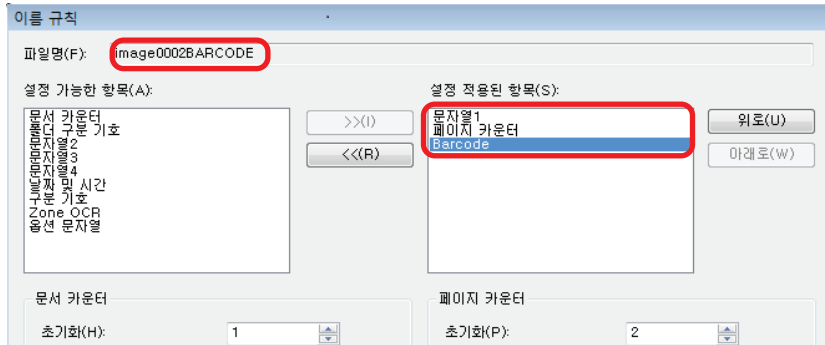 이름 규칙
파일명(F): image0002BARCODE
설정 가능한 항목(A):
문서 카운터
폴더 구분 기호
문자열2
문자열3
문자열4
날짜 및 시간
구분 기호
Zone OCR
옵션 문자열
>>(I)
<<(R)
설정 적용된 항목(S):
문자열1
페이지 카운터
Barcode
위로(U)
아래로(W)
문서 카운터
초기화(H): 1
페이지 카운터
초기화(P): 2